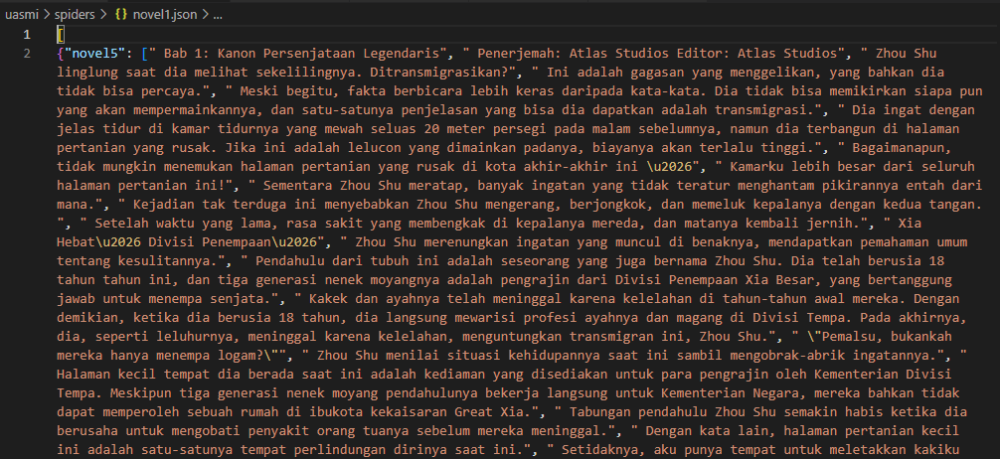 uasmi > spiders > {} novel1.json > ...
1 [
2 {"novel5": [" Bab 1: Kanon Persenjataan Legendaris", " Penerjemah: Atlas Studios Editor: Atlas Studios", " Zhou Shu
linglung saat dia melihat sekelilingnya. Ditransmigrasikan?", " Ini adalah gagasan yang menggelikan, yang bahkan dia
tidak bisa percaya.", " Meski begitu, fakta berbicara lebih keras daripada kata-kata. Dia tidak bisa memikirkan siapa pun
yang akan mempermainkannya, dan satu-satunya penjelasan yang bisa dia dapatkan adalah transmigrasi.", " Dia ingat dengan
jelas tidur di kamar tidurnya yang mewah seluas 20 meter persegi pada malam sebelumnya, namun dia terbangun di halaman
pertanian yang rusak. Jika ini adalah lelucon yang dimainkan padanya, biayanya akan terlalu tinggi.", " Bagaimanapun,
tidak mungkin menemukan halaman pertanian yang rusak di kota akhir-akhir ini \u2026", " Kamarku lebih besar dari seluruh
halaman pertanian ini!", " Sementara Zhou Shu meratap, banyak ingatan yang tidak teratur menghantam pikirannya entah dari
mana.", " Kejadian tak terduga ini menyebabkan Zhou Shu mengerang, berjongkok, dan memeluk kepalanya dengan kedua tangan.
", " Setelah waktu yang lama, rasa sakit yang membengkak di kepalanya mereda, dan matanya kembali jernih.", " Xia
Hebat\u2026 Divisi Penempaan\u2026", " Zhou Shu merenungkan ingatan yang muncul di benaknya, mendapatkan pemahaman umum
tentang kesulitannya.", " Pendahulu dari tubuh ini adalah seseorang yang juga bernama Zhou Shu. Dia telah berusia 18
tahun tahun ini, dan tiga generasi nenek moyangnya adalah pengrajin dari Divisi Penempaan Xia Besar, yang bertanggung
jawab untuk menempa senjata.", " Kakek dan ayahnya telah meninggal karena kelelahan di tahun-tahun awal mereka. Dengan
demikian, ketika dia berusia 18 tahun, dia langsung mewarisi profesi ayahnya dan magang di Divisi Tempa. Pada akhirnya,
dia, seperti leluhurnya, meninggal karena kelelahan, menguntungkan transmigran ini, Zhou Shu.", " \"Pemalsu, bukankah
mereka hanya menempa logam?\"", " Zhou Shu menilai situasi kehidupannya saat ini sambil mengobrak-abrik ingatannya.", "
Halaman kecil tempat dia berada saat ini adalah kediaman yang disediakan untuk para pengrajin oleh Kementerian Divisi
Tempa. Meskipun tiga generasi nenek moyang pendahulunya bekerja langsung untuk Kementerian Negara, mereka bahkan tidak
dapat memperoleh sebuah rumah di ibukota kekaisaran Great Xia.", " Tabungan pendahulu Zhou Shu semakin habis ketika dia
berusaha untuk mengobati penyakit orang tuanya sebelum mereka meninggal.", " Dengan kata lain, halaman pertanian kecil
ini adalah satu-satunya tempat perlindungan dirinya saat ini.", " Setidaknya, aku punya tempat untuk meletakkan kakiku